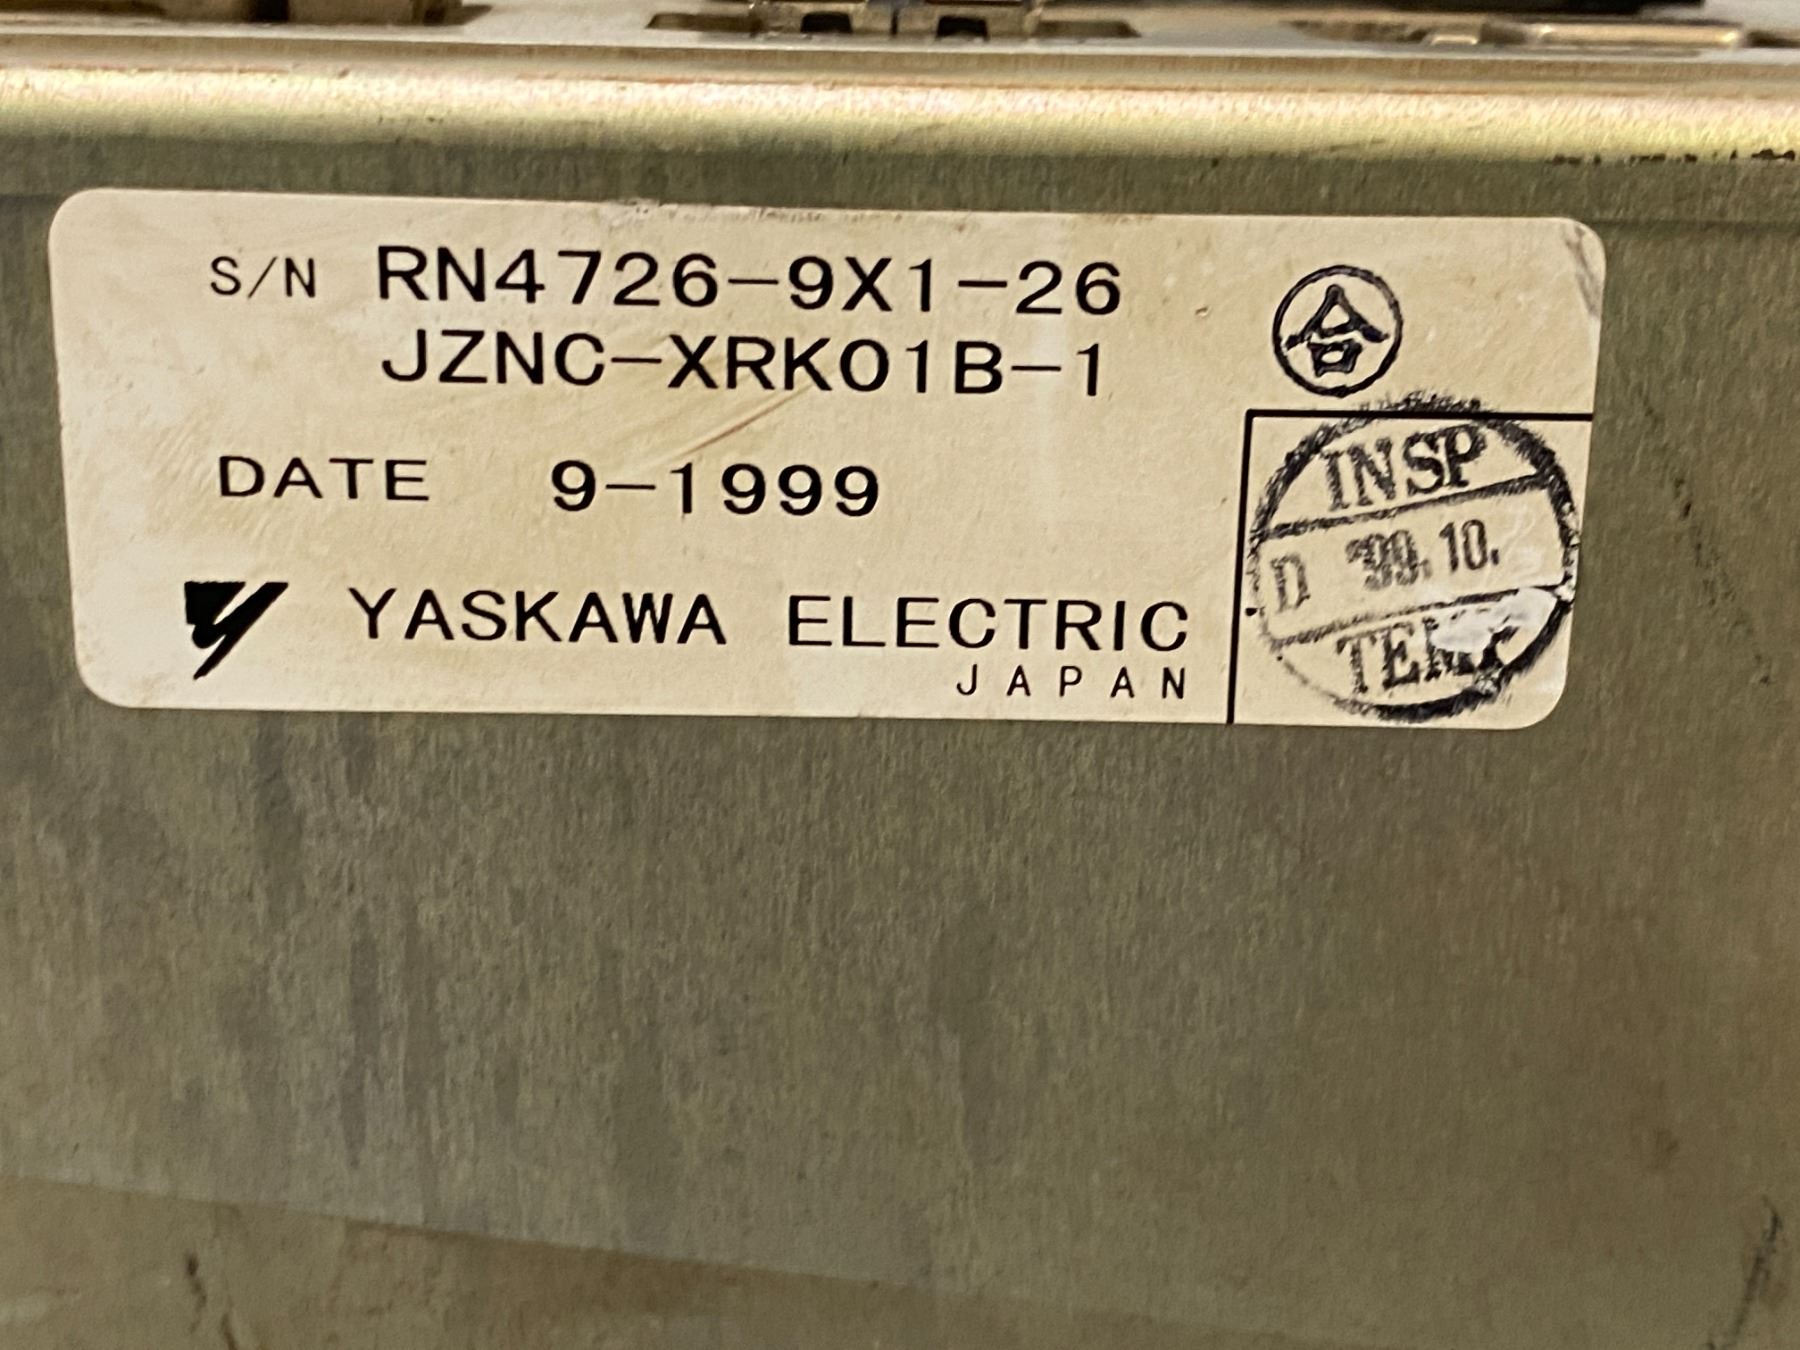 S/N RN4726-9X1-26
JZNC-XRK01B-1
合
DATE 9-1999
YASKAWA ELECTRIC
JAPAN
INSP
D '99.10.